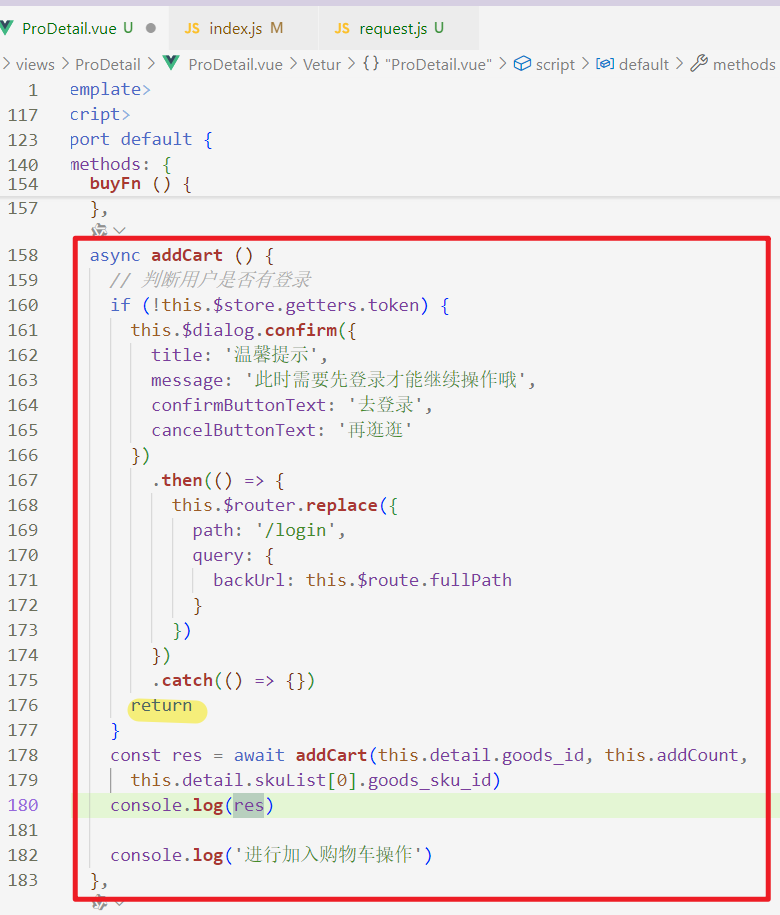 ProDetail.vue U JS index.js M JS request.js U
views > ProDetail > ProDetail.vue > Vetur > {} "ProDetail.vue" > script > default > methods
1 emplate>
117 cript>
123 port default {
140 methods: {
154 buyFn () {
157 },
158 async addCart () {
159 // 判断用户是否有登录
160 if (!this.$store.getters.token) {
161 this.$dialog.confirm({
162 title: '温馨提示',
163 message: '此时需要先登录才能继续操作哦',
164 confirmButtonText: '去登录',
165 cancelButtonText: '再逛逛'
166 })
167 .then(() => {
168 this.$router.replace({
169 path: '/login',
170 query: {
171 backUrl: this.$route.fullPath
172 }
173 })
174 })
175 .catch(() => {})
176 return
177 }
178 const res = await addCart(this.detail.goods_id, this.addCount,
179 this.detail.skuList[0].goods_sku_id)
180 console.log(res)
181
182 console.log('进行加入购物车操作')
183 },